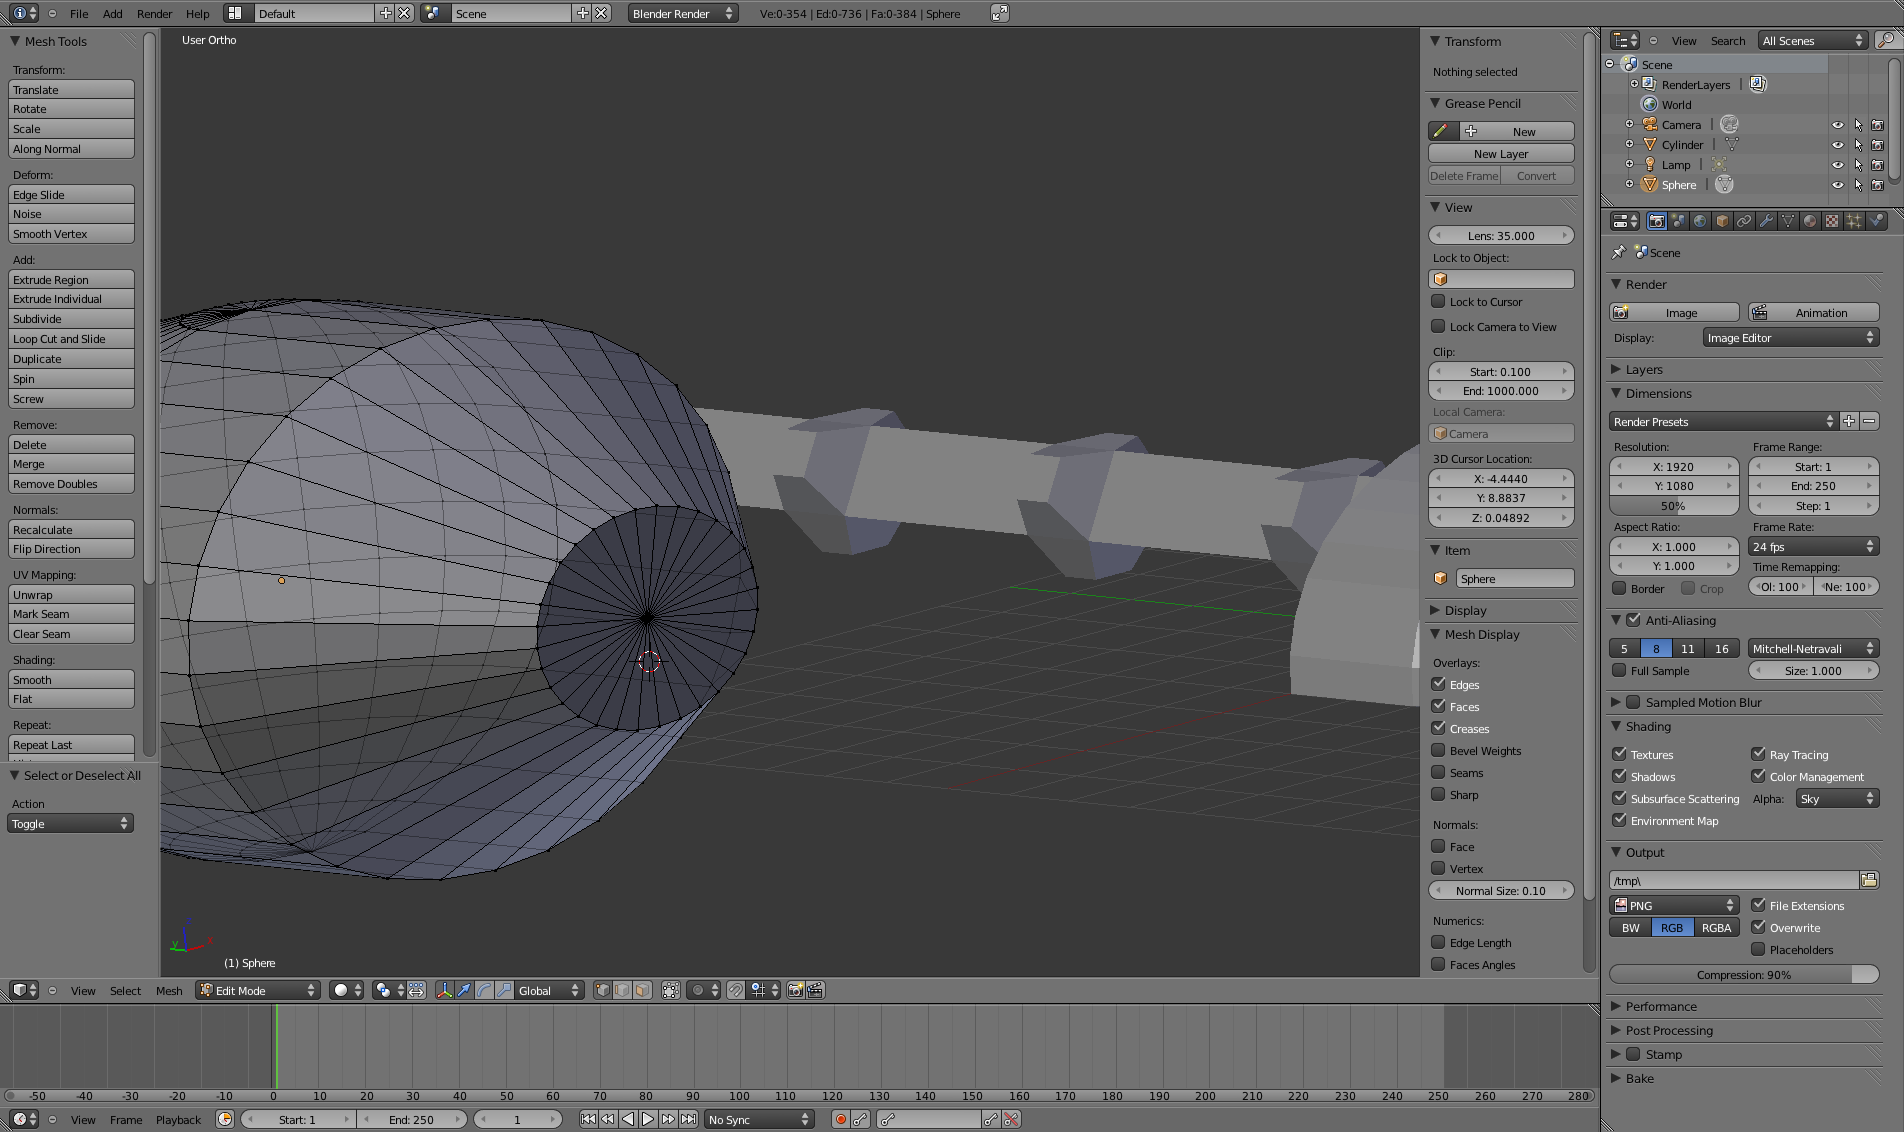 File Add Render Help Default Scene Blender Render Ve:0-354 | Ed:0-736 | Fa:0-384 | Sphere
Mesh Tools
Transform:
Translate
Rotate
Scale
Along Normal
Deform:
Edge Slide
Noise
Smooth Vertex
Add:
Extrude Region
Extrude Individual
Subdivide
Loop Cut and Slide
Duplicate
Spin
Screw
Remove:
Delete
Merge
Remove Doubles
Normals:
Recalculate
Flip Direction
UV Mapping:
Unwrap
Mark Seam
Clear Seam
Shading:
Smooth
Flat
Repeat:
Repeat Last
Select or Deselect All
Action
Toggle
User Ortho
z
y x
(1) Sphere
Transform
Nothing selected
Grease Pencil
New
New Layer
Delete Frame Convert
View
Lens: 35.000
Lock to Object:
Lock to Cursor
Lock Camera to View
Clip:
Start: 0.100
End: 1000.000
Local Camera:
Camera
3D Cursor Location:
X: -4.4440
Y: 8.8837
Z: 0.04892
Item
Sphere
Display
Mesh Display
Overlays:
Edges
Faces
Creases
Bevel Weights
Seams
Sharp
Normals:
Face
Vertex
Normal Size: 0.10
Numerics:
Edge Length
Faces Angles
View Select Mesh Edit Mode Global
-50 -40 -30 -20 -10 0 10 20 30 40 50 60 70 80 90 100 110 120 130 140 150 160 170 180 190 200 210 220 230 240 250 260 270 280
View Frame Playback Start: 1 End: 250 1 No Sync
View Search All Scenes
Scene
RenderLayers |
World
Camera |
Cylinder |
Lamp |
Sphere |
Scene
Render
Image Animation
Display: Image Editor
Layers
Dimensions
Render Presets
Resolution: Frame Range:
X: 1920 Start: 1
Y: 1080 End: 250
50% Step: 1
Aspect Ratio: Frame Rate:
X: 1.000 24 fps
Y: 1.000 Time Remapping:
Border Crop Ol: 100 Ne: 100
Anti-Aliasing
5 8 11 16 Mitchell-Netravali
Full Sample Size: 1.000
Sampled Motion Blur
Shading
Textures Ray Tracing
Shadows Color Management
Subsurface Scattering Alpha: Sky
Environment Map
Output
/tmp\
PNG File Extensions
BW RGB RGBA Overwrite
Placeholders
Compression: 90%
Performance
Post Processing
Stamp
Bake